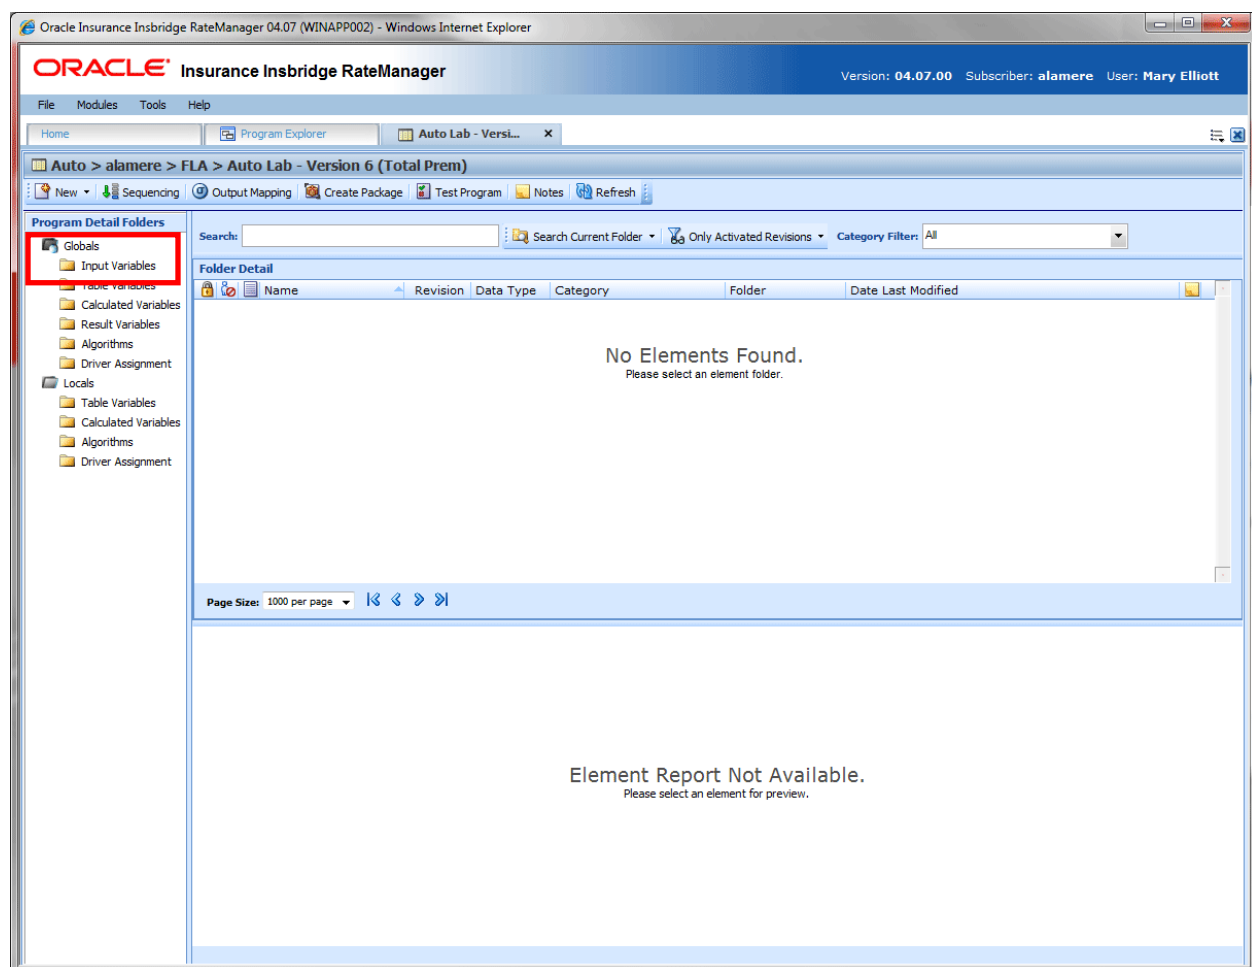 Oracle Insurance Insbridge RateManager 04.07 (WINAPP002) - Windows Internet Explorer
ORACLE Insurance Insbridge RateManager
Version: 04.07.00 Subscriber: alamere User: Mary Elliott
File Modules Tools Help
Home Program Explorer Auto Lab - Versi...
Auto > alamere > FLA > Auto Lab - Version 6 (Total Prem)
New Sequencing Output Mapping Create Package Test Program Notes Refresh
Program Detail Folders
Globals
Input Variables
Table Variables
Calculated Variables
Result Variables
Algorithms
Driver Assignment
Locals
Table Variables
Calculated Variables
Algorithms
Driver Assignment
Search: Search Current Folder Only Activated Revisions Category Filter: All
Folder Detail
Name Revision Data Type Category Folder Date Last Modified
No Elements Found.
Please select an element folder.
Page Size: 1000 per page
Element Report Not Available.
Please select an element for preview.